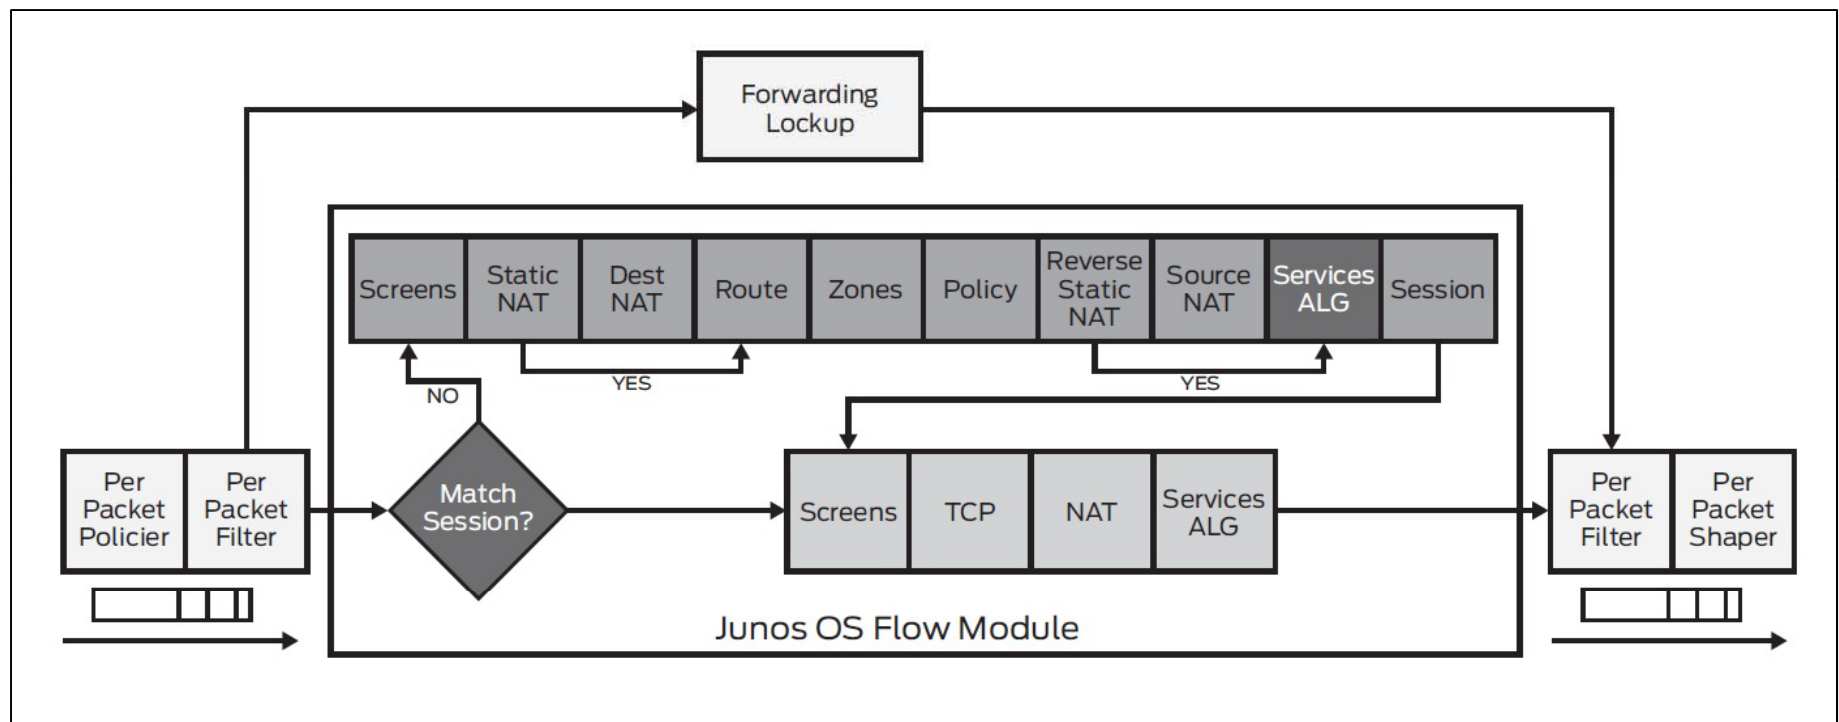 Forwarding
Lockup
Screens
Static
NAT
Dest
NAT
Route
Zones
Policy
Reverse
Static
NAT
Source
NAT
Services
ALG
Session
NO
YES
YES
Per
Packet
Policier
Per
Packet
Filter
Match
Session?
Screens
TCP
NAT
Services
ALG
Per
Packet
Filter
Per
Packet
Shaper
Junos OS Flow Module